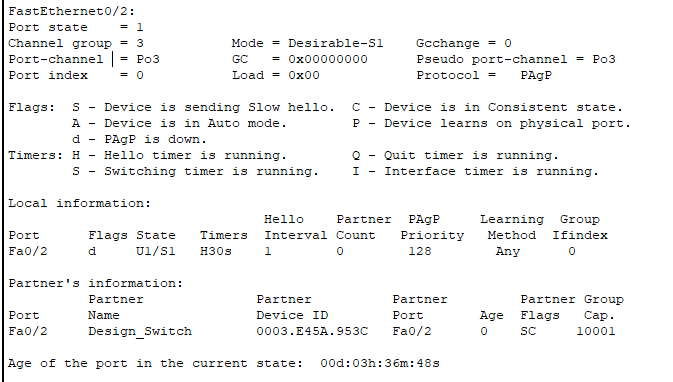 FastEthernet0/2:
Port state    = 1
Channel group = 3           Mode = Desirable-Sl    Gcchange = 0
Port-channel  = Po3         GC   = 0x00000000      Pseudo port-channel = Po3
Port index    = 0           Load = 0x00            Protocol =   PAgP
Flags:  S - Device is sending Slow hello.  C - Device is in Consistent state.
        A - Device is in Auto mode.        P - Device learns on physical port.
        d - PAgP is down.
Timers: H - Hello timer is running.        Q - Quit timer is running.
        S - Switching timer is running.    I - Interface timer is running.
Local information:
                                Hello    Partner  PAgP     Learning  Group
Port      Flags State   Timers  Interval Count    Priority  Method  Ifindex
Fa0/2     d     U1/S1   H30s    1        0        128        Any      0
Partner's information:
          Partner              Partner          Partner         Partner Group
Port      Name                 Device ID        Port       Age  Flags   Cap.
Fa0/2     Design_Switch        0003.E45A.953C   Fa0/2      0    SC      10001
Age of the port in the current state:  00d:03h:36m:48s